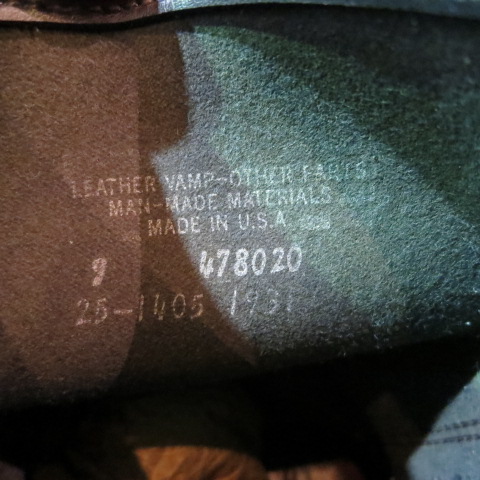 LEATHER VAMP-OTHER PARTS
MAN-MADE MATERIALS
MADE IN U.S.A
9 478020
25-1405